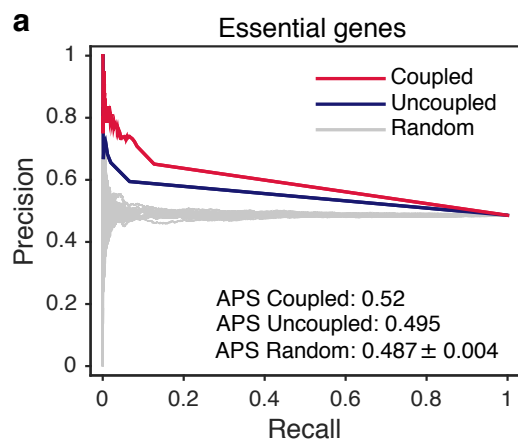 a
Essential genes
Coupled
Uncoupled
Random
Precision
1
0.8
0.6
0.4
0.2
0
APS Coupled: 0.52
APS Uncoupled: 0.495
APS Random: 0.487 ± 0.004
0 0.2 0.4 0.6 0.8 1
Recall